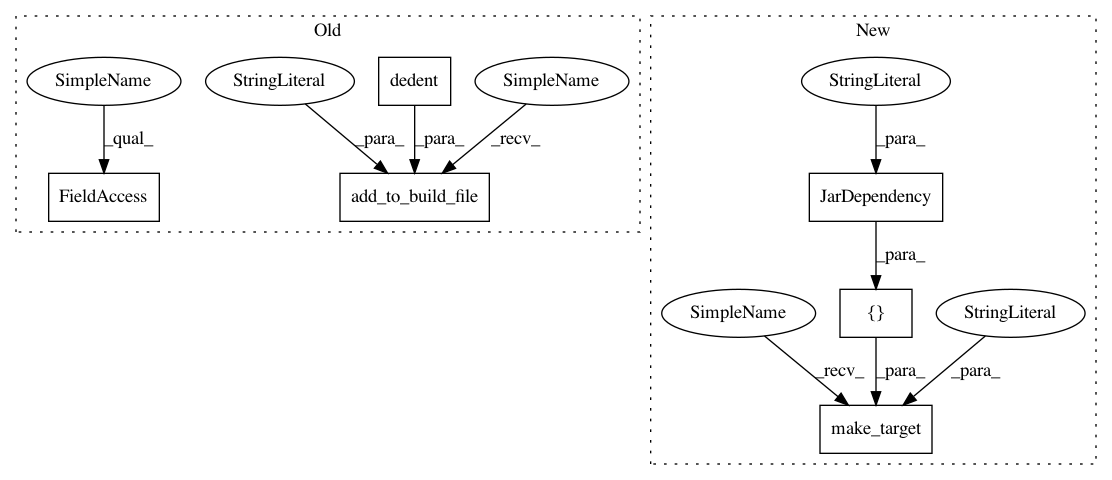 Old
New
SimpleName
StringLiteral
dedent
SimpleName
StringLiteral
_qual_
_para_
_para_
_recv_
_para_
FieldAccess
add_to_build_file
JarDependency
_para_
SimpleName
{}
StringLiteral
_recv_
_para_
_para_
make_target